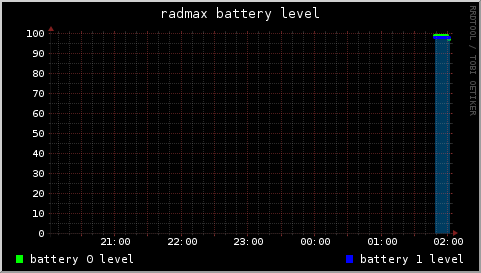 radmax battery level
RRDTOOL / TOBI OETIKER
100
90
80
70
60
50
40
30
20
10
0
21:00 22:00 23:00 00:00 01:00 02:00
battery 0 level battery 1 level